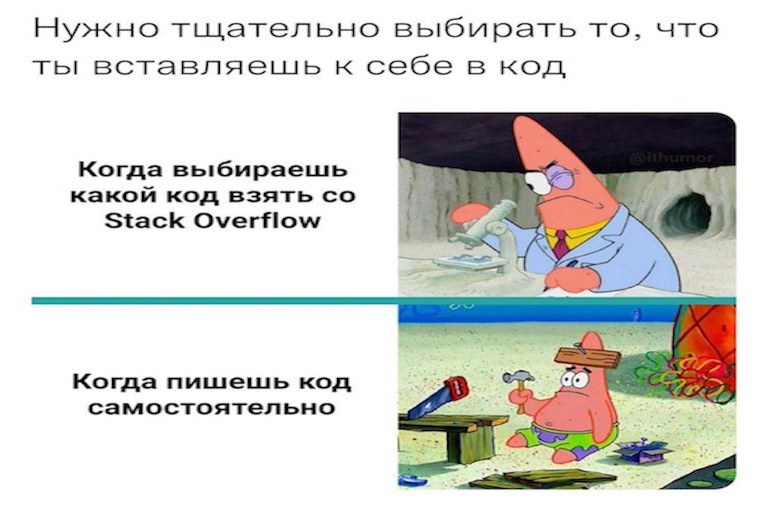 Нужно тщательно выбирать то, что
ты вставляешь к себе в код
@ithumor
Когда выбираешь
какой код взять со
Stack Overflow
Когда пишешь код
самостоятельно